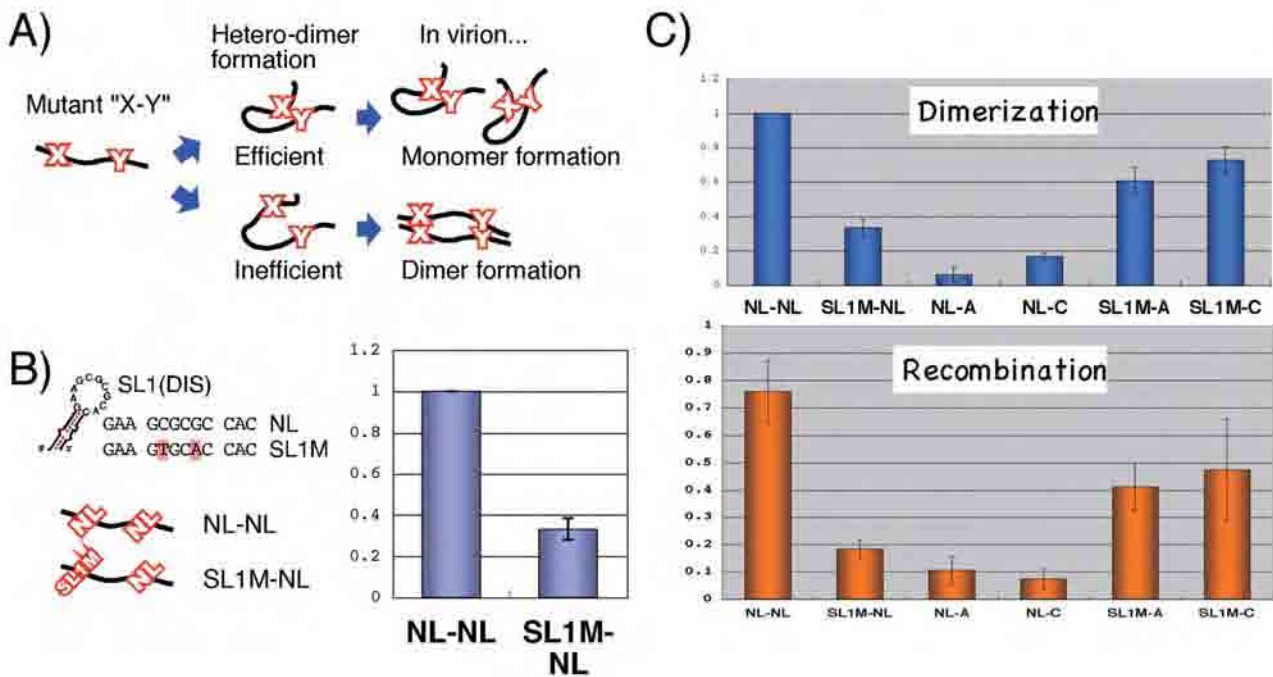 A)
Mutant "X-Y"
X
Y
Hetero-dimer
formation
X
Y
Efficient
In virion...
X
Y
X
Y
Monomer formation
X
Y
Inefficient
X
X
Y
Y
Dimer formation
B)
SL1(DIS)
GAA GCGCGC CAC NL
GAA GTGCAC CAC SL1M
NL
NL
NL-NL
SL1M
NL
SL1M-NL
1.2
1
0.8
0.6
0.4
0.2
0
NL-NL
SL1M-
NL
C)
Dimerization
1.2
1
0.8
0.6
0.4
0.2
0
NL-NL SL1M-NL NL-A NL-C SL1M-A SL1M-C
Recombination
1
0.9
0.8
0.7
0.6
0.5
0.4
0.3
0.2
0.1
0
NL-NL SL1M-NL NL-A NL-C SL1M-A SL1M-C